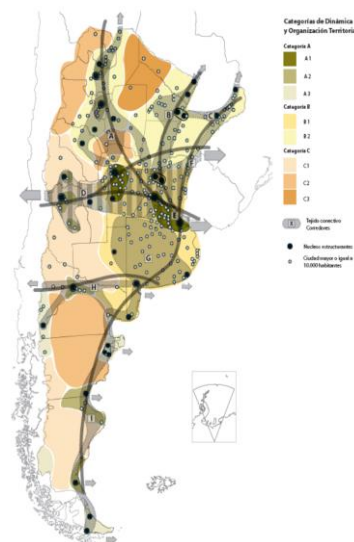 Categorías de Dinámica
y Organización Territorial
Categoría A
A 1
A 2
A 3
Categoría B
B 1
B 2
Categoría C
C1
C2
C3
Tejido conectivo
Corredores
Núcleos estructurantes
Ciudad mayor o igual a
10.000 habitantes
A
B
D
E
G
H
I